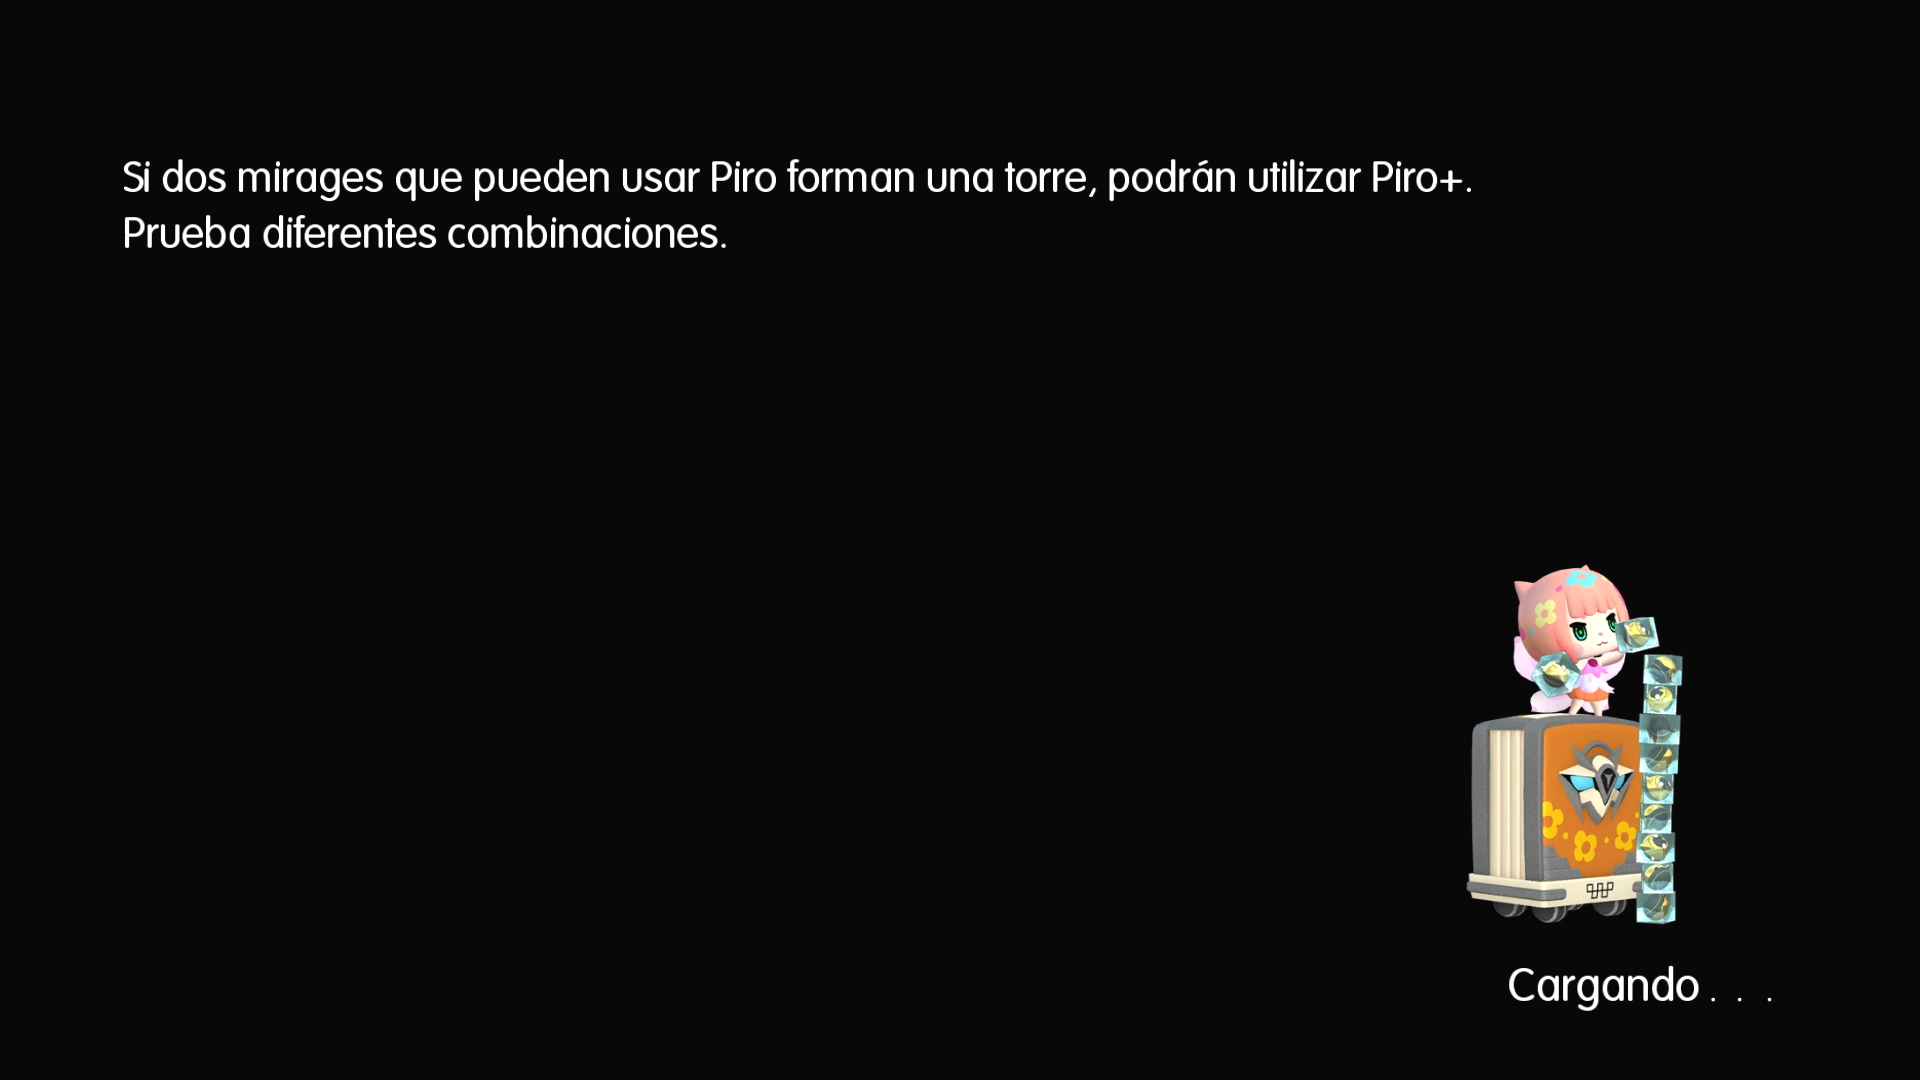 Si dos mirages que pueden usar Piro forman una torre, podrán utilizar Piro+.
Prueba diferentes combinaciones.
Cargando . . .